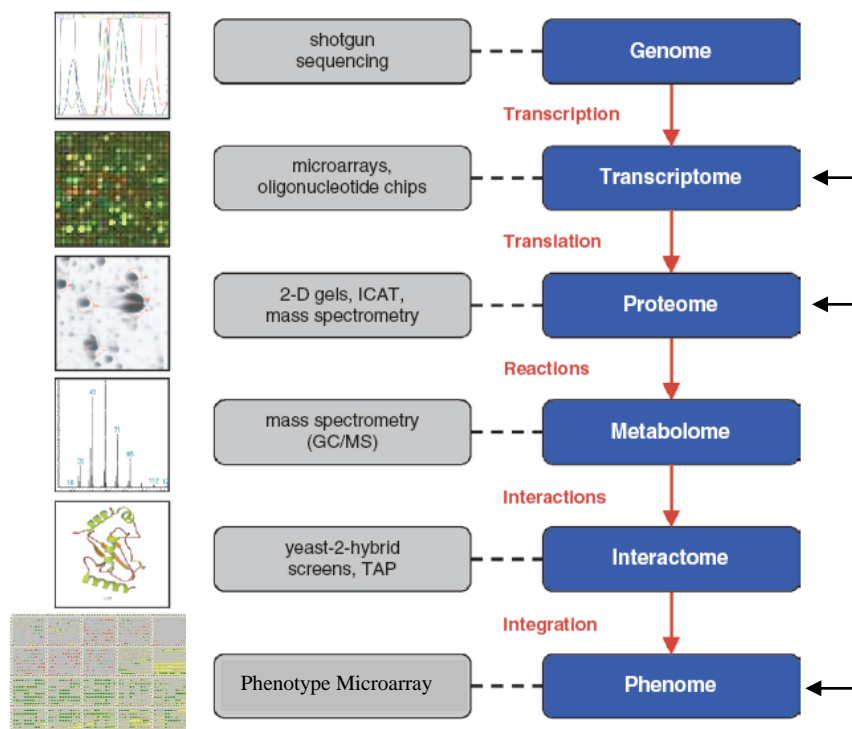 shotgun
sequencing
Genome
Transcription
microarrays,
oligonucleotide chips
Transcriptome
Translation
2-D gels, ICAT,
mass spectrometry
Proteome
Reactions
mass spectrometry
(GC/MS)
Metabolome
Interactions
yeast-2-hybrid
screens, TAP
Interactome
Integration
Phenotype Microarray
Phenome
71